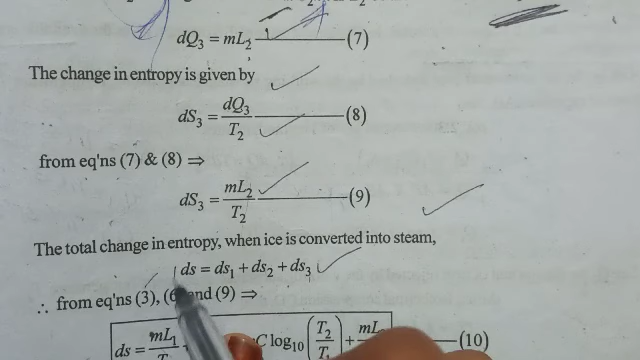 dQ₃ = mL₂ ———(7)
The change in entropy is given by
dS₃ = dQ₃/T₂ ———(8)
from eq'ns (7) & (8) ⇒
dS₃ = mL₂/T₂ ———(9)
The total change in entropy, when ice is converted into steam,
ds = ds₁ + ds₂ + ds₃
∴ from eq'ns (3), (6) and (9) ⇒
ds = mL₁/ C log₁₀ (T₂/T₁) + mL ———(10)